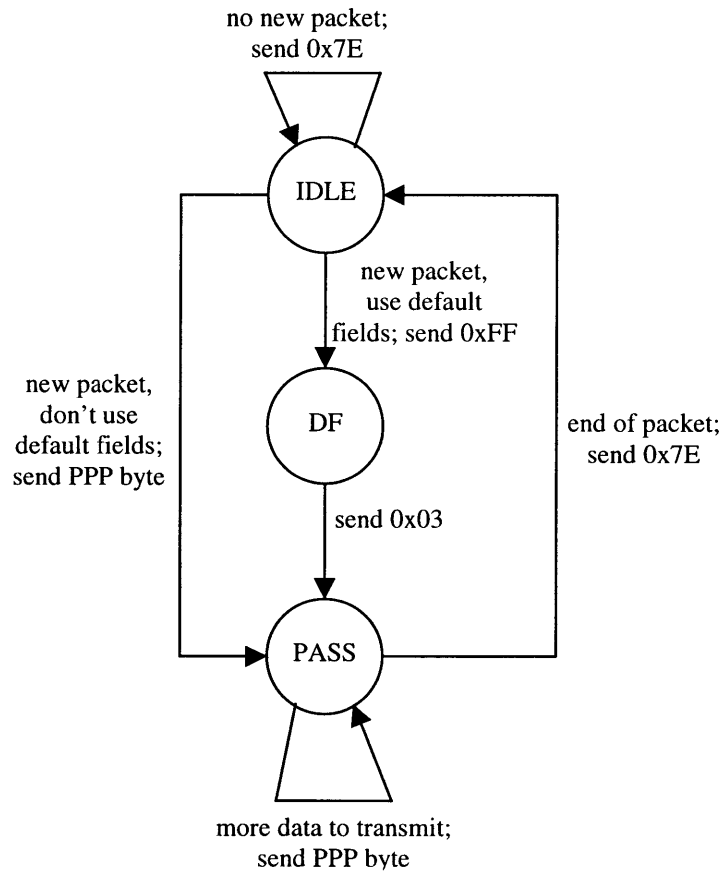 no new packet;
send 0x7E
IDLE
new packet,
use default
fields; send 0xFF
new packet,
don't use
default fields;
send PPP byte
DF
end of packet;
send 0x7E
send 0x03
PASS
more data to transmit;
send PPP byte